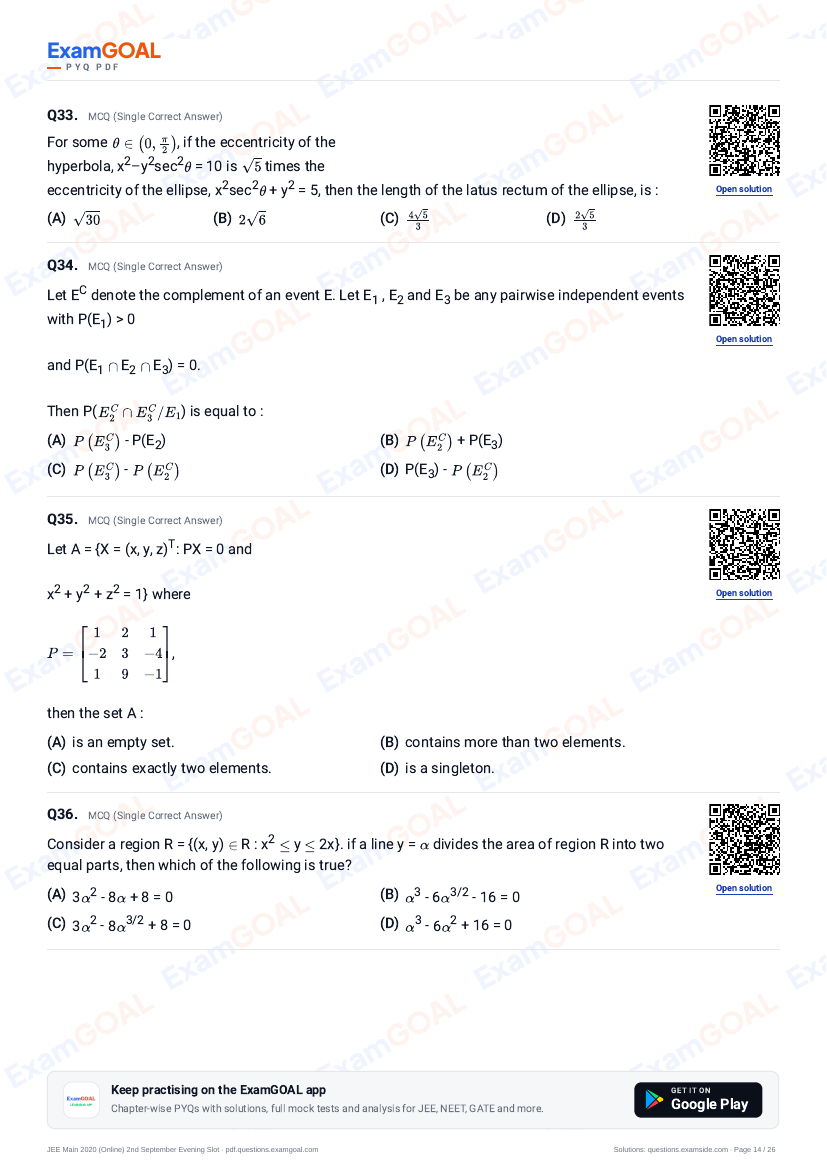 ExamGOAL
PYQ PDF
Q33. MCQ (Single Correct Answer)
For some θ ∈ (0, π/2), if the eccentricity of the
hyperbola, x²–y²sec²θ = 10 is √5 times the
eccentricity of the ellipse, x²sec²θ + y² = 5, then the length of the latus rectum of the ellipse, is :
(A) √30 (B) 2√6 (C) 4√5/3 (D) 2√5/3
Open solution
Q34. MCQ (Single Correct Answer)
Let E^C denote the complement of an event E. Let E₁ , E₂ and E₃ be any pairwise independent events
with P(E₁) > 0
and P(E₁ ∩ E₂ ∩ E₃) = 0.
Then P(E₂^C ∩ E₃^C/E₁) is equal to :
(A) P(E₃^C) - P(E₂) (B) P(E₂^C) + P(E₃)
(C) P(E₃^C) - P(E₂^C) (D) P(E₃) - P(E₂^C)
Open solution
Q35. MCQ (Single Correct Answer)
Let A = {X = (x, y, z)^T: PX = 0 and
x² + y² + z² = 1} where
P = [1 2 1
−2 3 −4
1 9 −1],
then the set A :
(A) is an empty set. (B) contains more than two elements.
(C) contains exactly two elements. (D) is a singleton.
Open solution
Q36. MCQ (Single Correct Answer)
Consider a region R = {(x, y) ∈ R : x² ≤ y ≤ 2x}. if a line y = α divides the area of region R into two
equal parts, then which of the following is true?
(A) 3α² - 8α + 8 = 0 (B) α³ - 6α^3/2 - 16 = 0
(C) 3α² - 8α^3/2 + 8 = 0 (D) α³ - 6α² + 16 = 0
Open solution
Keep practising on the ExamGOAL app
Chapter-wise PYQs with solutions, full mock tests and analysis for JEE, NEET, GATE and more.
GET IT ON
Google Play
JEE Main 2020 (Online) 2nd September Evening Slot · pdf.questions.examgoal.com Solutions: questions.examside.com · Page 14 / 26